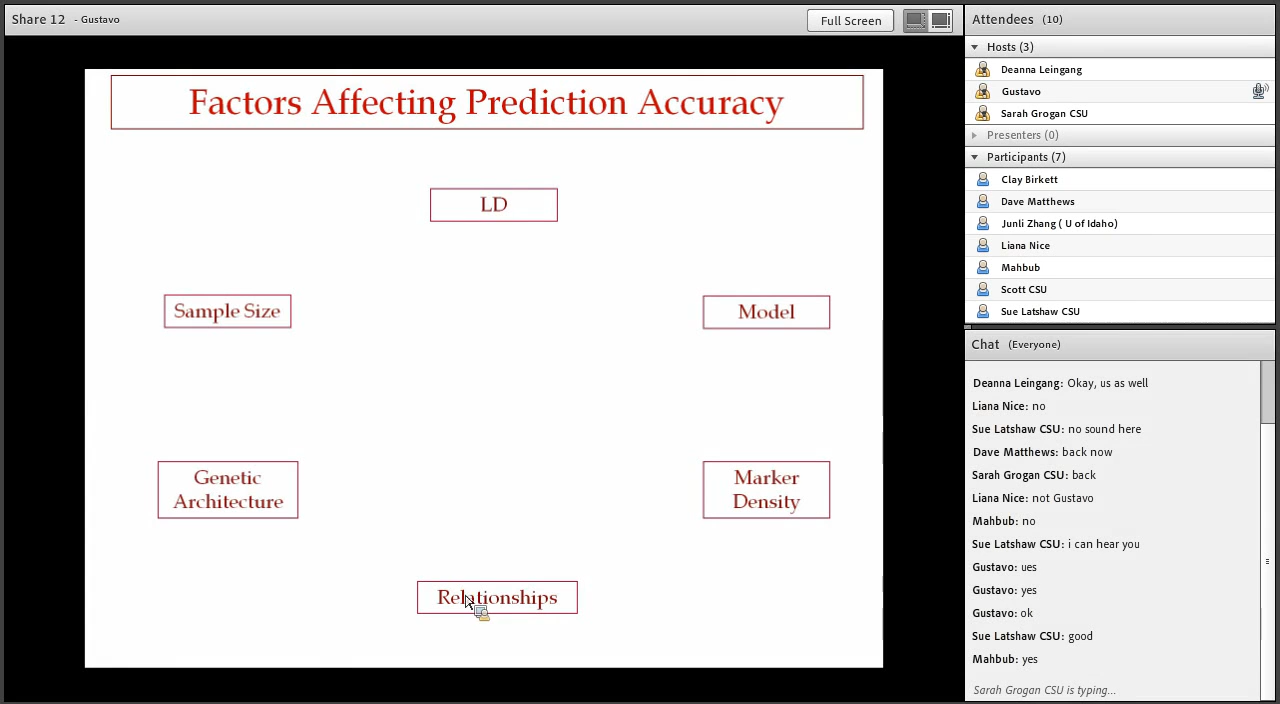 Share 12 - Gustavo
Full Screen
Factors Affecting Prediction Accuracy
LD
Sample Size
Model
Genetic
Architecture
Marker
Density
Relationships
Attendees (10)
Hosts (3)
Deanna Leingang
Gustavo
Sarah Grogan CSU
Presenters (0)
Participants (7)
Clay Birkett
Dave Matthews
Junli Zhang ( U of Idaho)
Liana Nice
Mahbub
Scott CSU
Sue Latshaw CSU
Chat (Everyone)
Deanna Leingang: Okay, us as well
Liana Nice: no
Sue Latshaw CSU: no sound here
Dave Matthews: back now
Sarah Grogan CSU: back
Liana Nice: not Gustavo
Mahbub: no
Sue Latshaw CSU: i can hear you
Gustavo: ues
Gustavo: yes
Gustavo: ok
Sue Latshaw CSU: good
Mahbub: yes
Sarah Grogan CSU is typing...